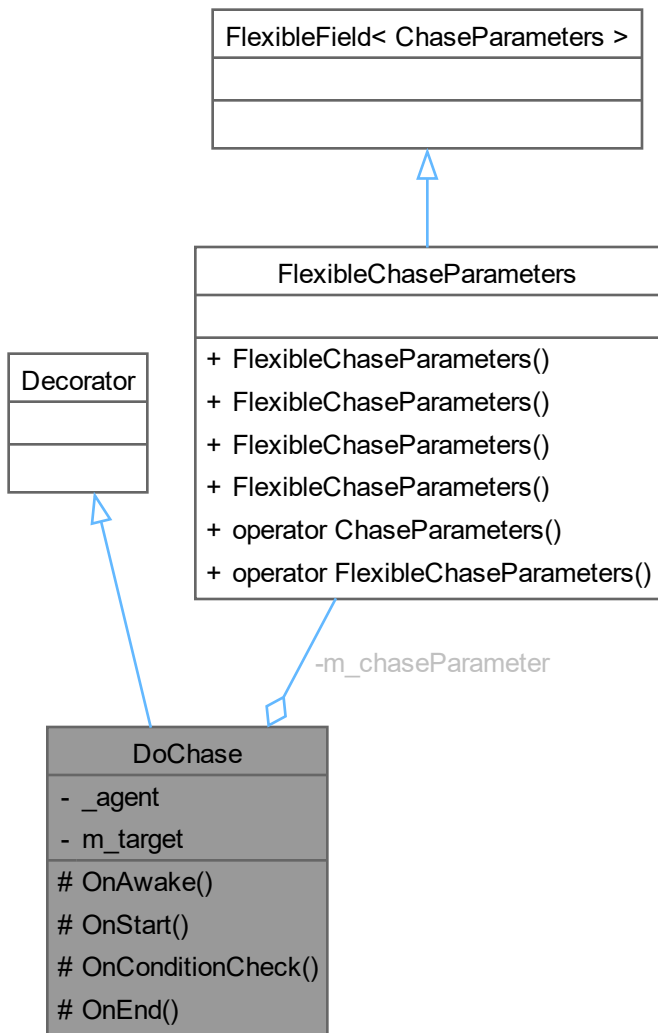 FlexibleField< ChaseParameters >
FlexibleChaseParameters
+ FlexibleChaseParameters()
+ FlexibleChaseParameters()
+ FlexibleChaseParameters()
+ FlexibleChaseParameters()
+ operator ChaseParameters()
+ operator FlexibleChaseParameters()
Decorator
-m_chaseParameter
DoChase
- _agent
- m_target
# OnAwake()
# OnStart()
# OnConditionCheck()
# OnEnd()